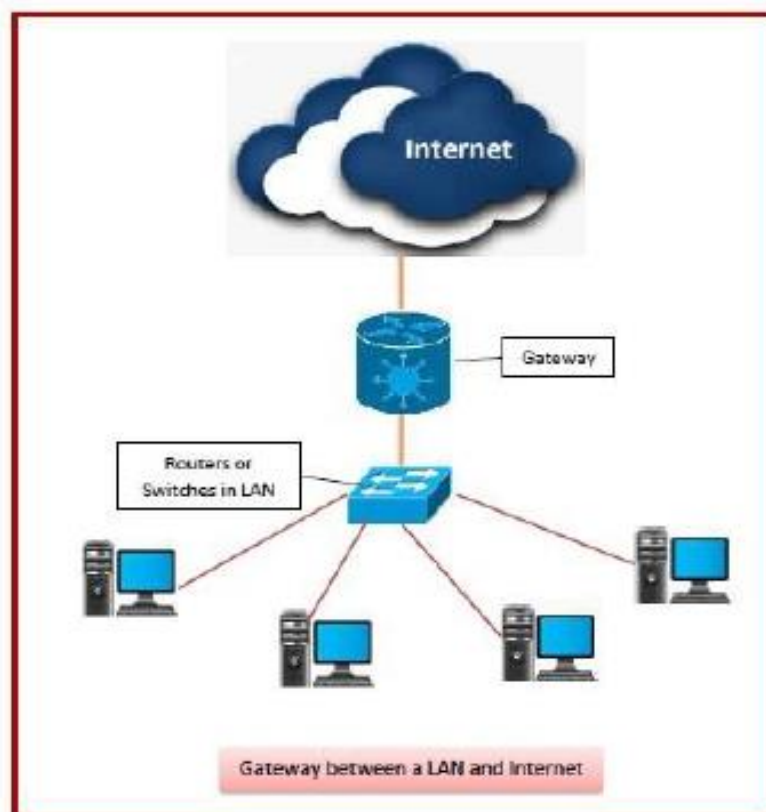 Internet
Gateway
Routers or
Switches in LAN
Gateway between a LAN and Internet